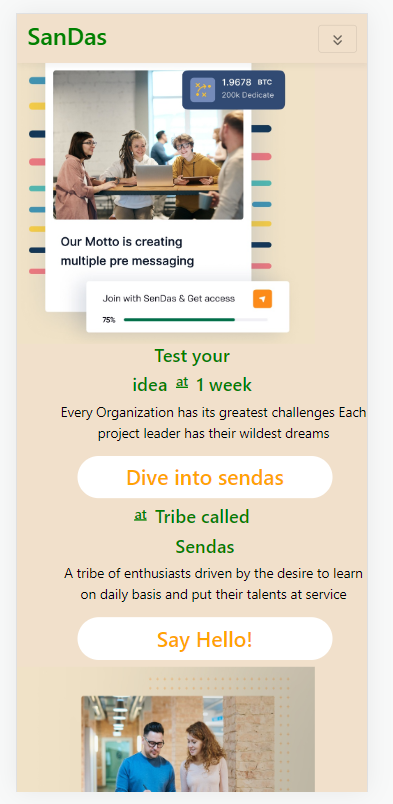 SanDas
1.9678 BTC
200k Dedicate
Our Motto is creating
multiple pre messaging
Join with SenDas & Get access
75%
Test your
idea at 1 week
Every Organization has its greatest challenges Each
project leader has their wildest dreams
Dive into sendas
at Tribe called
Sendas
A tribe of enthusiasts driven by the desire to learn
on daily basis and put their talents at service
Say Hello!